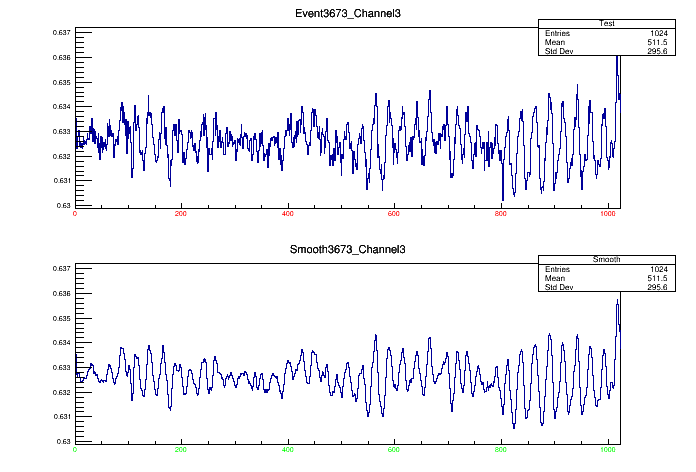 Event3673_Channel3
Test
Entries 1024
Mean 511.5
Std Dev 295.6
0.637
0.636
0.635
0.634
0.633
0.632
0.631
0.63
0 200 400 600 800 1000
Smooth3673_Channel3
Smooth
Entries 1024
Mean 511.5
Std Dev 295.6
0.637
0.636
0.635
0.634
0.633
0.632
0.631
0.63
0 200 400 600 800 1000